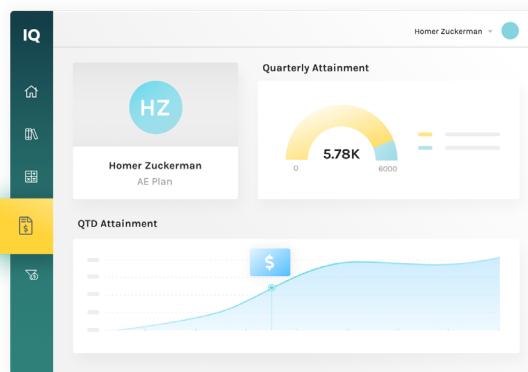 IQ
Homer Zuckerman
HZ
Homer Zuckerman
AE Plan
Quarterly Attainment
5.78K
0
6000
QTD Attainment
$
$